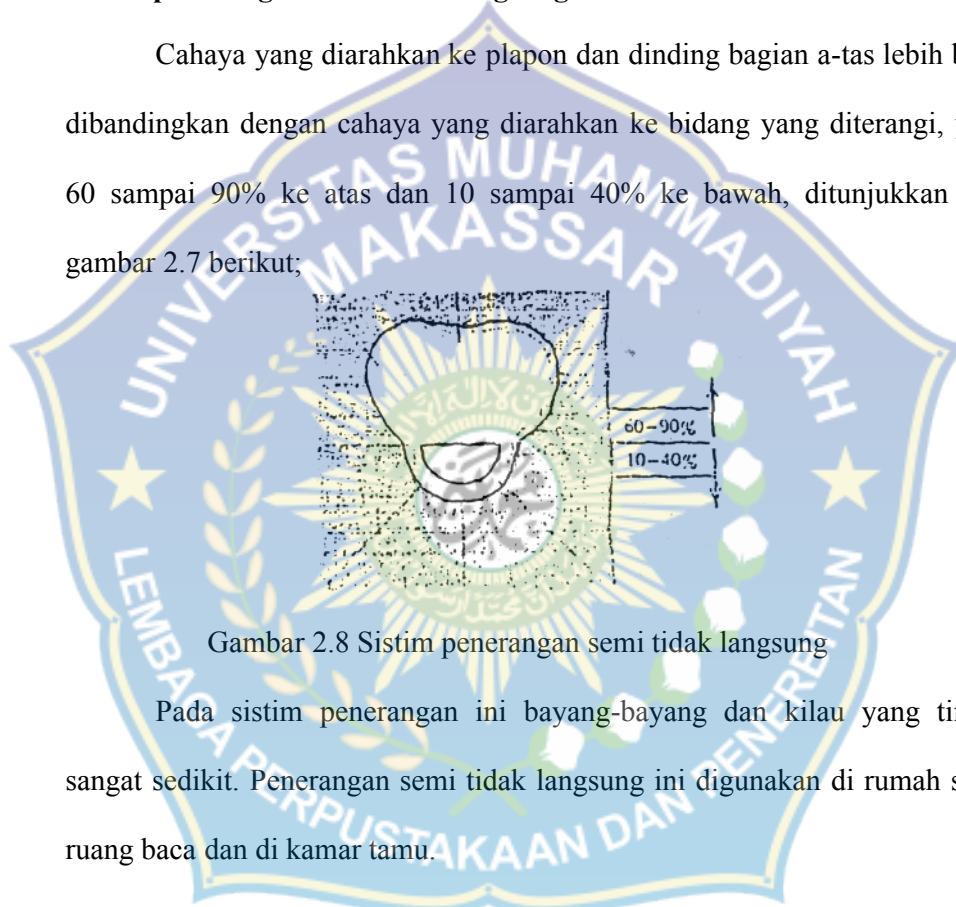 Cahaya yang diarahkan ke plapon dan dinding bagian a-tas lebih
dibandingkan dengan cahaya yang diarahkan ke bidang yang diterangi,
60 sampai 90% ke atas dan 10 sampai 40% ke bawah, ditunjukkan
gambar 2.7 berikut;
UNIVERSITAS MUHAMMADIYAH
MAKASSAR
60-90%
10-40%
Gambar 2.8 Sistim penerangan semi tidak langsung
Pada sistim penerangan ini bayang-bayang dan kilau yang
sangat sedikit. Penerangan semi tidak langsung ini digunakan di rumah
ruang baca dan di kamar tamu.
LEMBAGA PERPUSTAKAAN DAN PENERBITAN